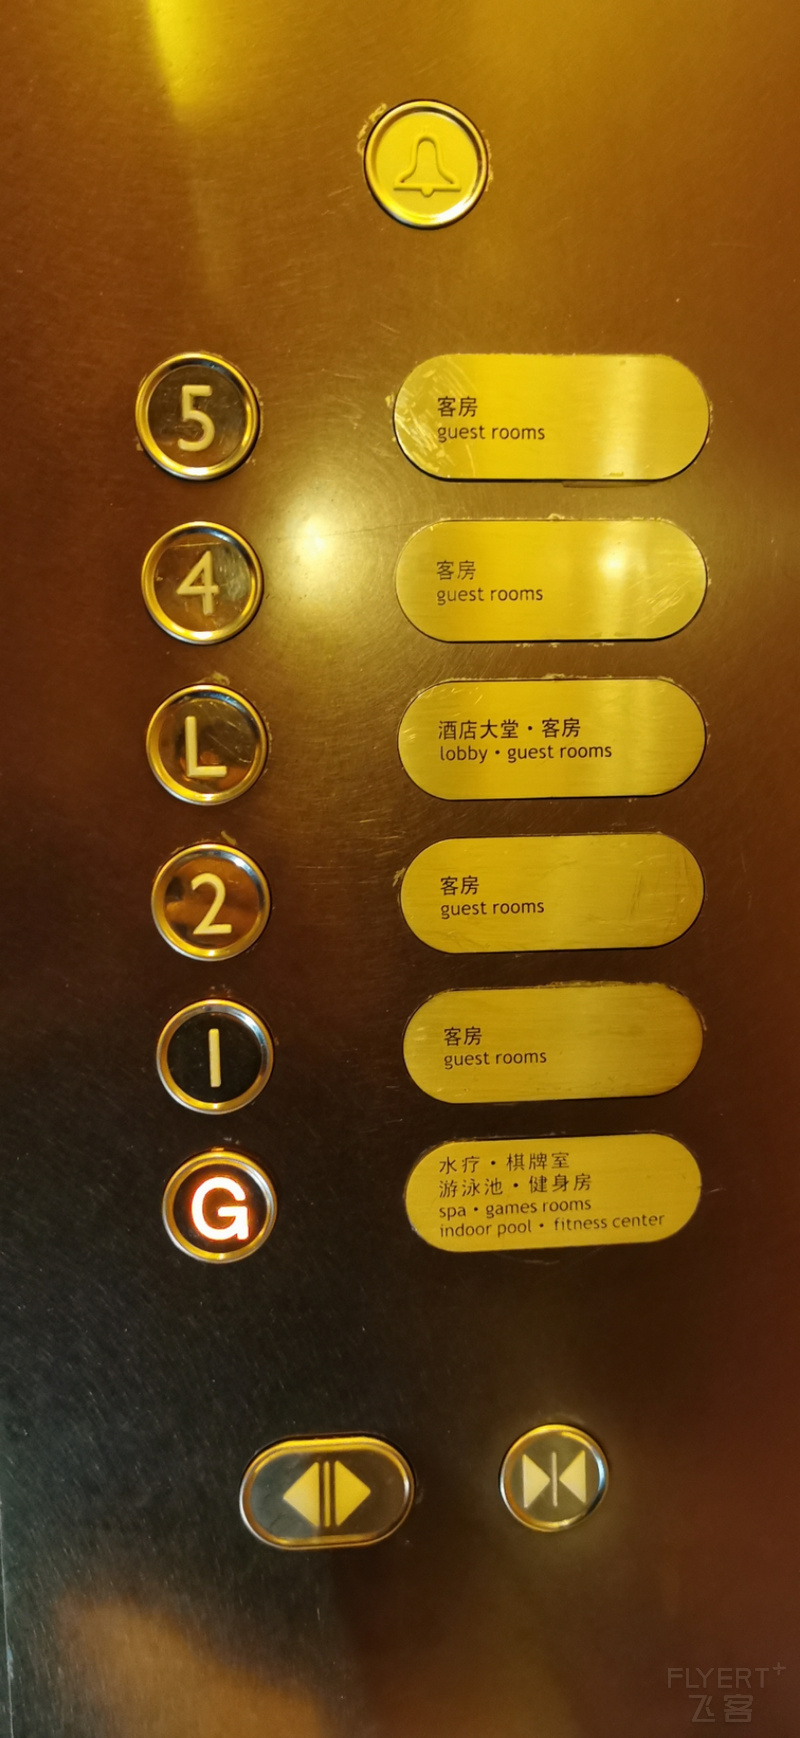 5
客房
guest rooms
4
客房
guest rooms
L
酒店大堂・客房
lobby・guest rooms
2
客房
guest rooms
1
客房
guest rooms
G
水疗・棋牌室
游泳池・健身房
spa・games rooms
indoor pool・fitness center
FLYERT+
飞客